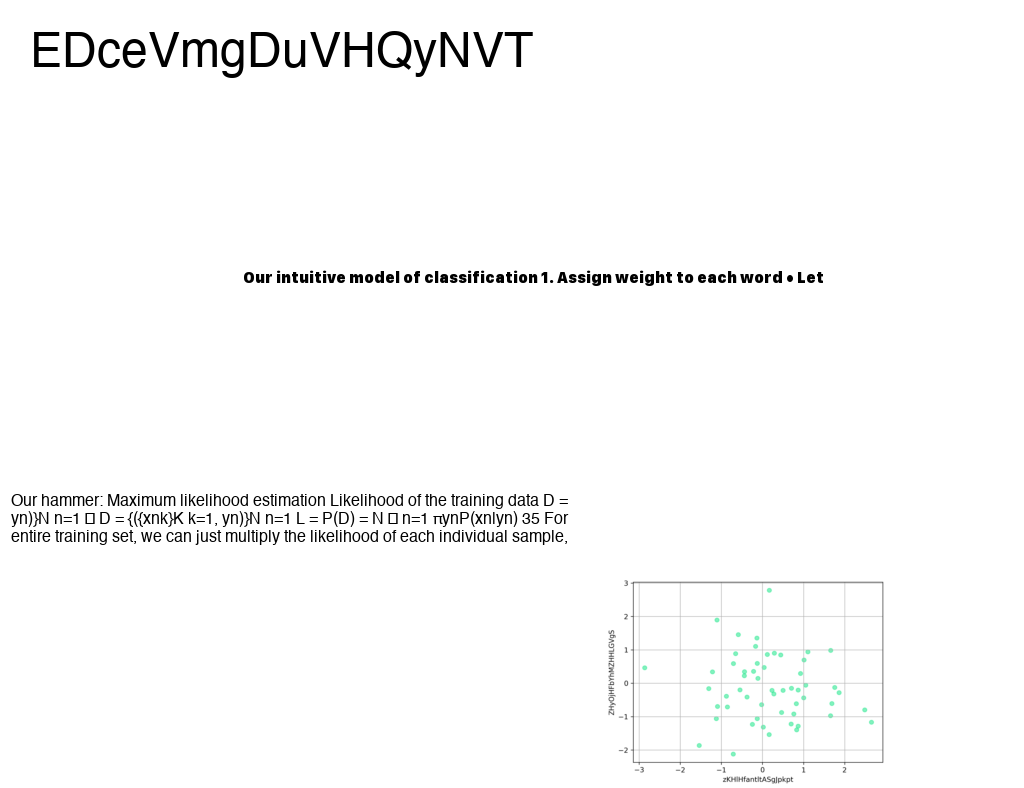 EDceVmgDuVHQyNVT
Our intuitive model of classification 1. Assign weight to each word • Let
Our hammer: Maximum likelihood estimation Likelihood of the training data D =
yn)}N n=1 □ D = {({xnk}K k=1, yn)}N n=1 L = P(D) = N □ n=1 πynP(xnlyn) 35 For
entire training set, we can just multiply the likelihood of each individual sample,
3
2
1
0
−1
−2
ZHyOjHFbYhMZHHLGVgS
−3 −2 −1 0 1 2
zKHlHfantltASgJpkpt